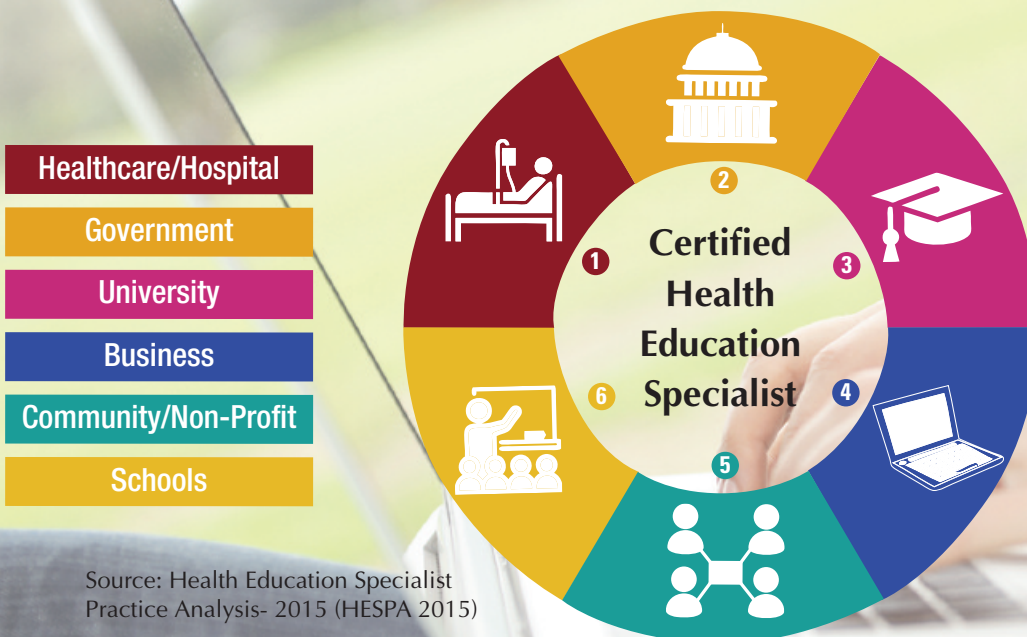 Healthcare/Hospital
Government
University
Business
Community/Non-Profit
Schools
Source: Health Education Specialist
Practice Analysis- 2015 (HESPA 2015)
Certified
Health
Education
Specialist
1
2
3
4
5
6